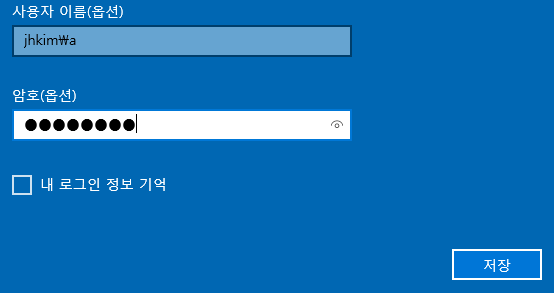 사용자 이름(옵션)
jhkim₩a
암호(옵션)
●●●●●●●●
내 로그인 정보 기억
저장